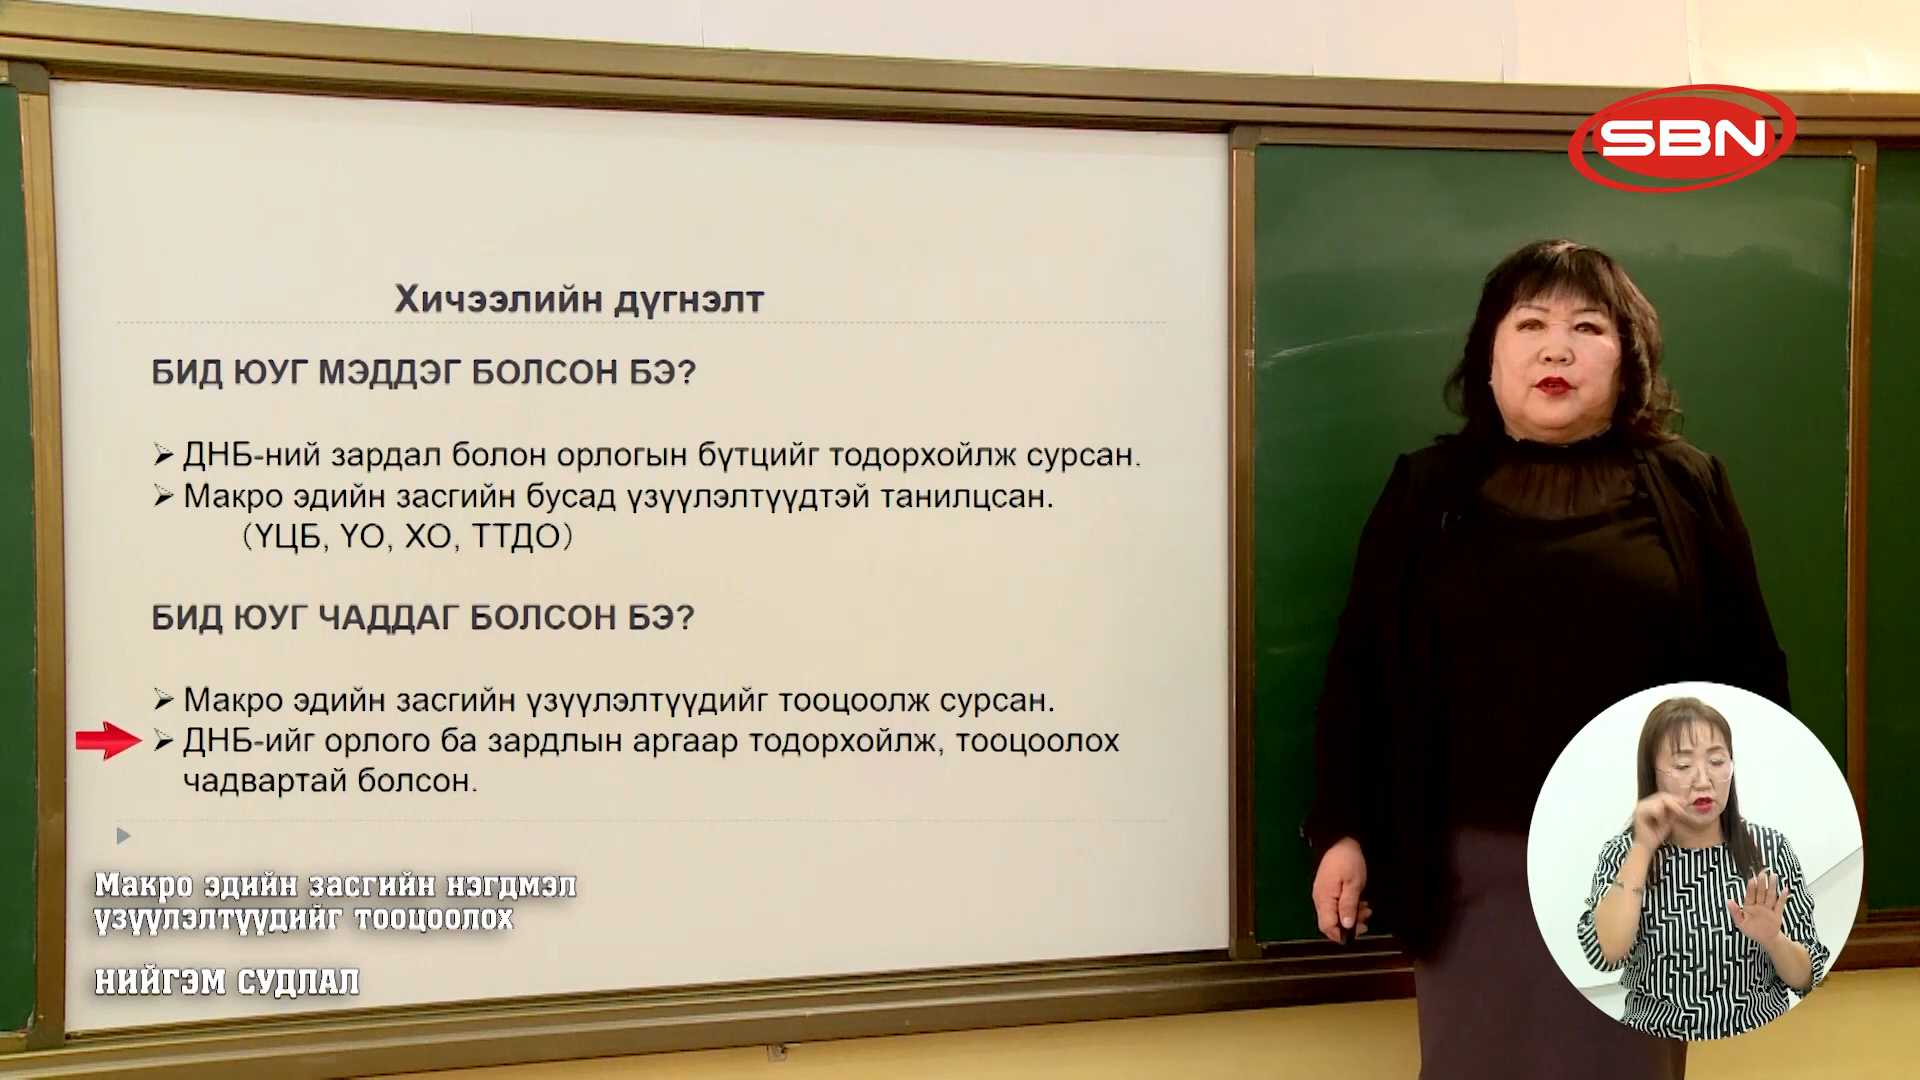 SBN
Хичээлийн дүгнэлт
БИД ЮУГ МЭДДЭГ БОЛСОН БЭ?
ДНБ-ний зардал болон орлогын бүтцийг тодорхойлж сурсан.
Макро эдийн засгийн бусад үзүүлэлтүүдтэй танилцсан.
(ҮЦБ, ҮО, ХО, ТТДО)
БИД ЮУГ ЧАДДАГ БОЛСОН БЭ?
Макро эдийн засгийн үзүүлэлтүүдийг тооцоолж сурсан.
ДНБ-ийг орлого ба зардлын аргаар тодорхойлж, тооцоолох
чадвартай болсон.
Макро эдийн засгийн нэгдмэл
үзүүлэлтүүдийг тооцоолох
НИЙГЭМ СУДЛАЛ